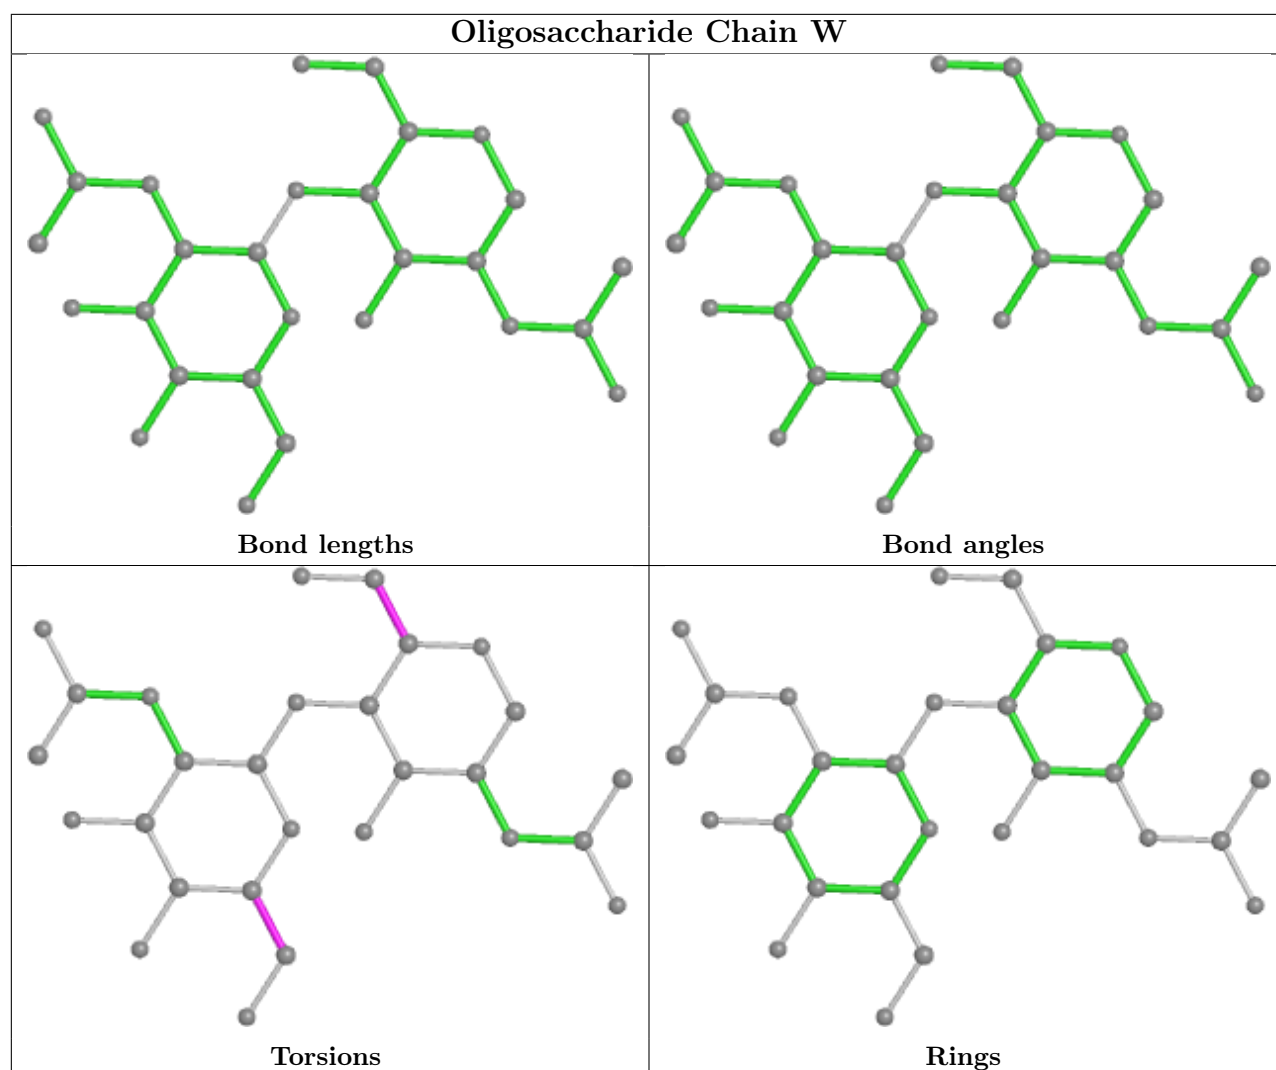 Oligosaccharide Chain W
Bond lengths
Bond angles
Torsions
Rings